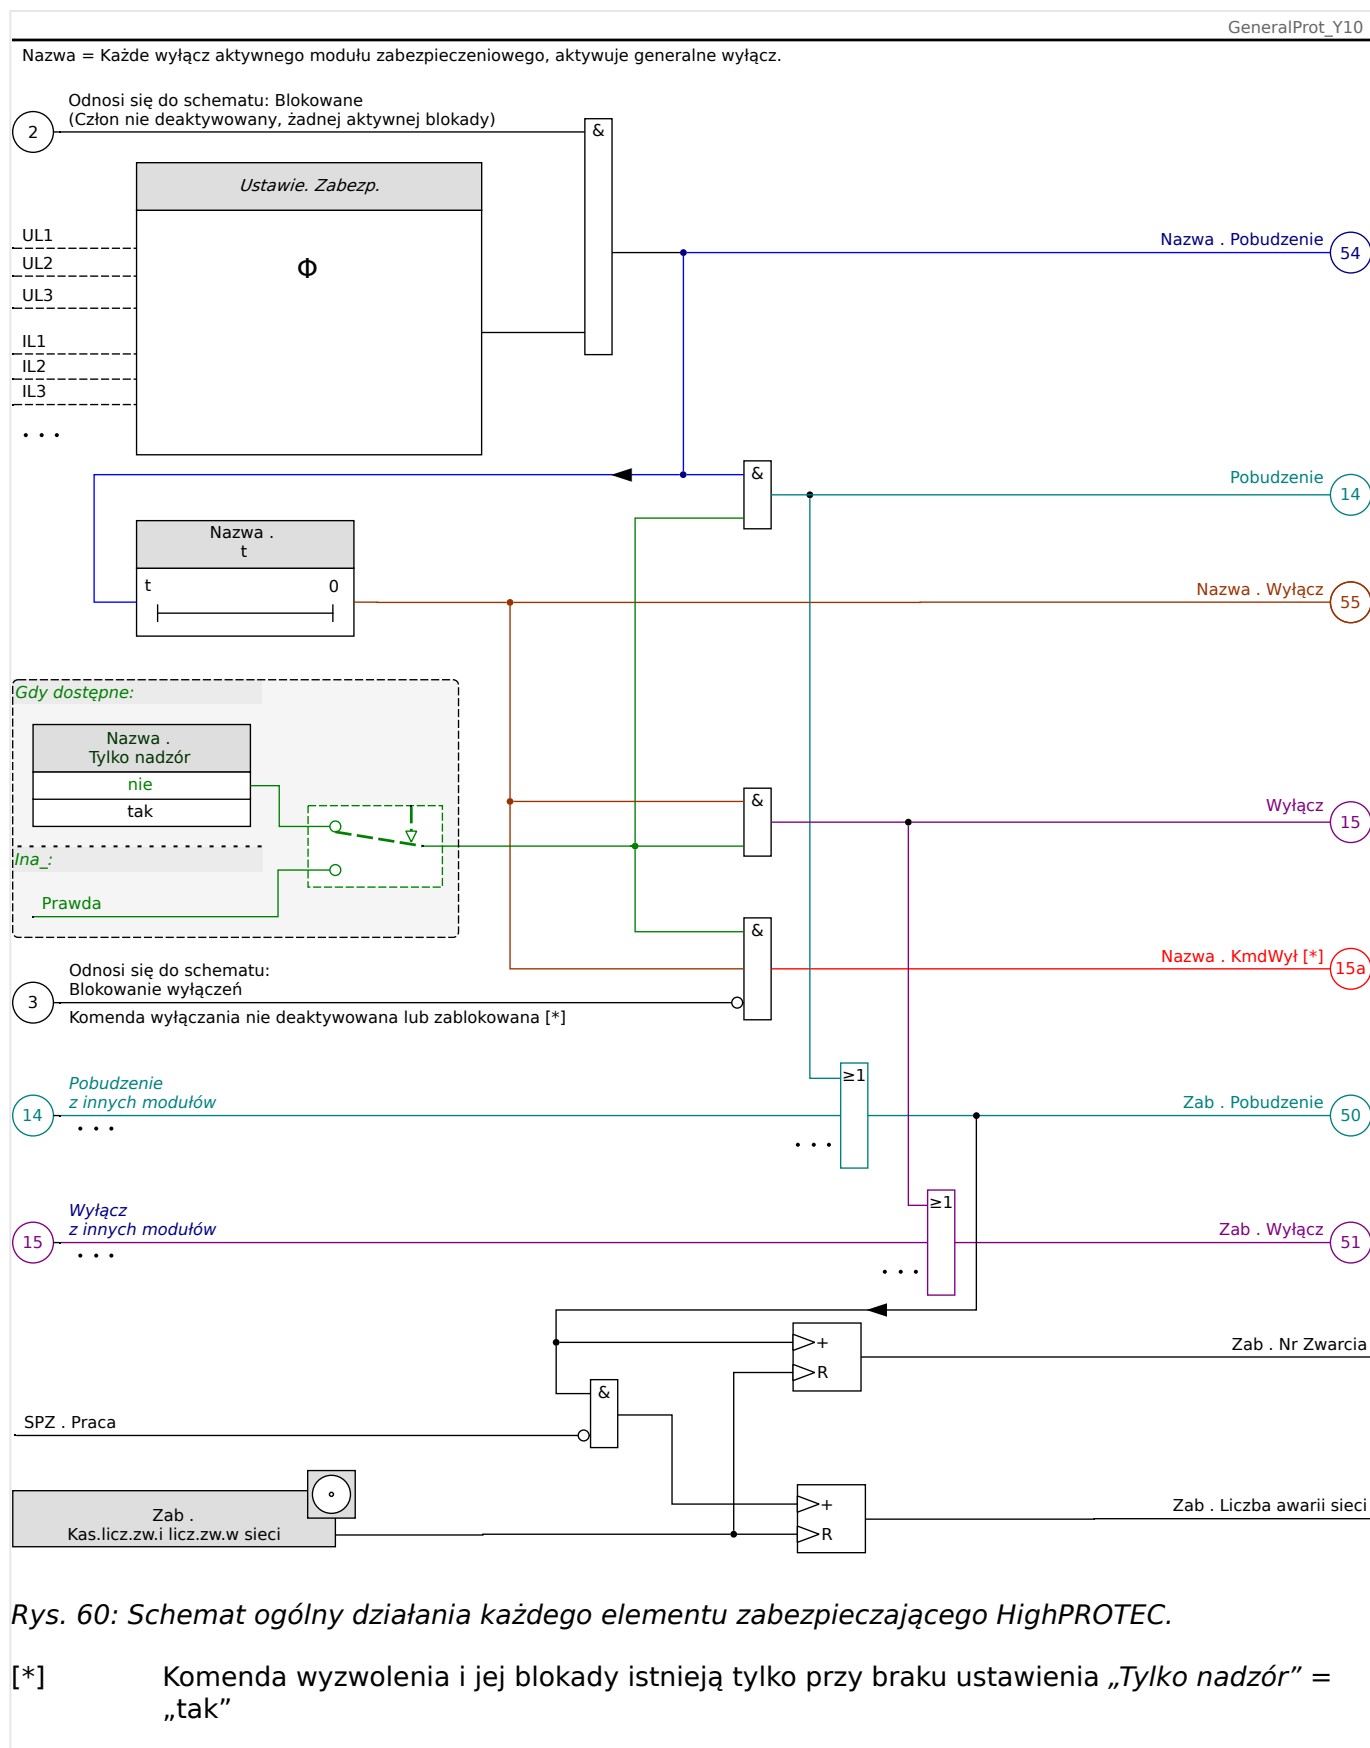 GeneralProt_Y10
Nazwa = Każde wyłącz aktywnego modułu zabezpieczeniowego, aktywuje generalne wyłącz.
Odnosi się do schematu: Blokowane
(Człon nie deaktywowany, żadnej aktywnej blokady)
2
&
Ustawie. Zabezp.
Φ
UL1
UL2
UL3
IL1
IL2
IL3
• • •
Nazwa . Pobudzenie
54
&
Pobudzenie
14
Nazwa .
t
t
0
Nazwa . Wyłącz
55
Gdy dostępne:
Nazwa .
Tylko nadzór
nie
tak
Ina_:
Prawda
&
Wyłącz
15
&
Nazwa . KmdWył [*]
15a
Odnosi się do schematu:
Blokowanie wyłączeń
3
Komenda wyłączania nie deaktywowana lub zablokowana [*]
Pobudzenie
z innych modułów
14
• • •
≥1
• • •
Zab . Pobudzenie
50
Wyłącz
z innych modułów
15
• • •
≥1
• • •
Zab . Wyłącz
51
+
R
Zab . Nr Zwarcia
&
SPZ . Praca
Zab .
Kas.licz.zw.i licz.zw.w sieci
+
R
Zab . Liczba awarii sieci
Rys. 60: Schemat ogólny działania każdego elementu zabezpieczającego HighPROTEC.
[*] Komenda wyzwolenia i jej blokady istnieją tylko przy braku ustawienia „Tylko nadzór” =
„tak”